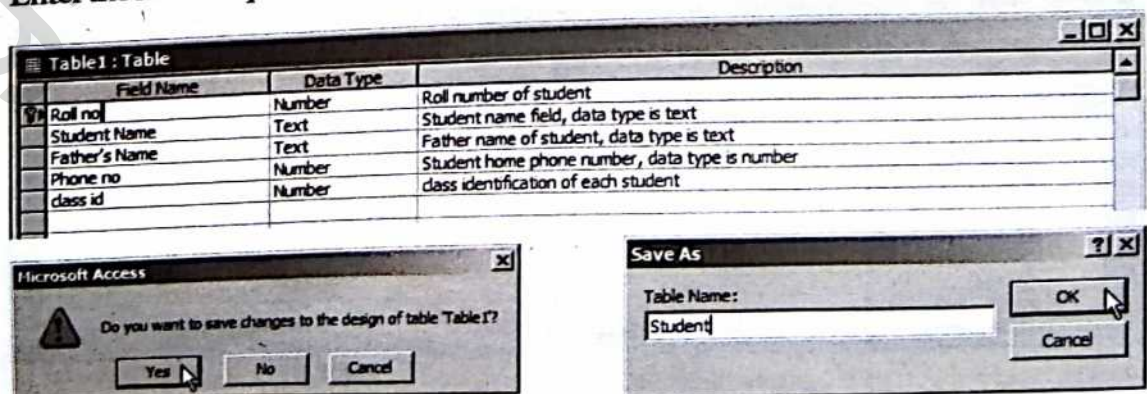 Table1 : Table
Field Name Data Type Description
Roll no Number Roll number of student
Student Name Text Student name field, data type is text
Father's Name Text Father name of student, data type is text
Phone no Number Student home phone number, data type is number
class id Number class identification of each student
Microsoft Access
Do you want to save changes to the design of table 'Table1'?
Yes No Cancel
Save As
Table Name:
Student
OK
Cancel